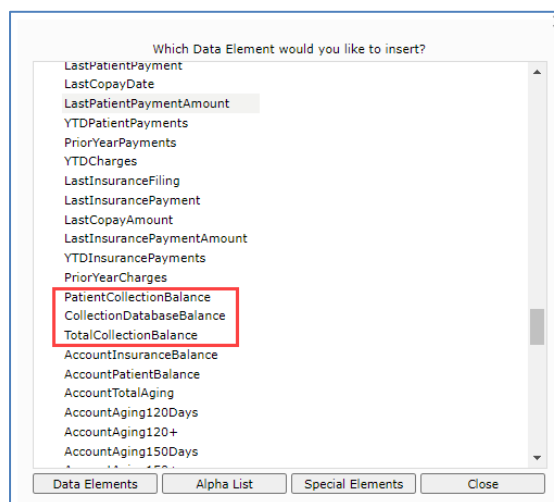 Which Data Element would you like to insert?
LastPatientPayment
LastCopayDate
LastPatientPaymentAmount
YTDPatientPayments
PriorYearPayments
YTDCharges
LastInsuranceFiling
LastInsurancePayment
LastCopayAmount
LastInsurancePaymentAmount
YTDInsurancePayments
PriorYearCharges
PatientCollectionBalance
CollectionDatabaseBalance
TotalCollectionBalance
AccountInsuranceBalance
AccountPatientBalance
AccountTotalAging
AccountAging120Days
AccountAging120+
AccountAging150Days
Data Elements Alpha List Special Elements Close